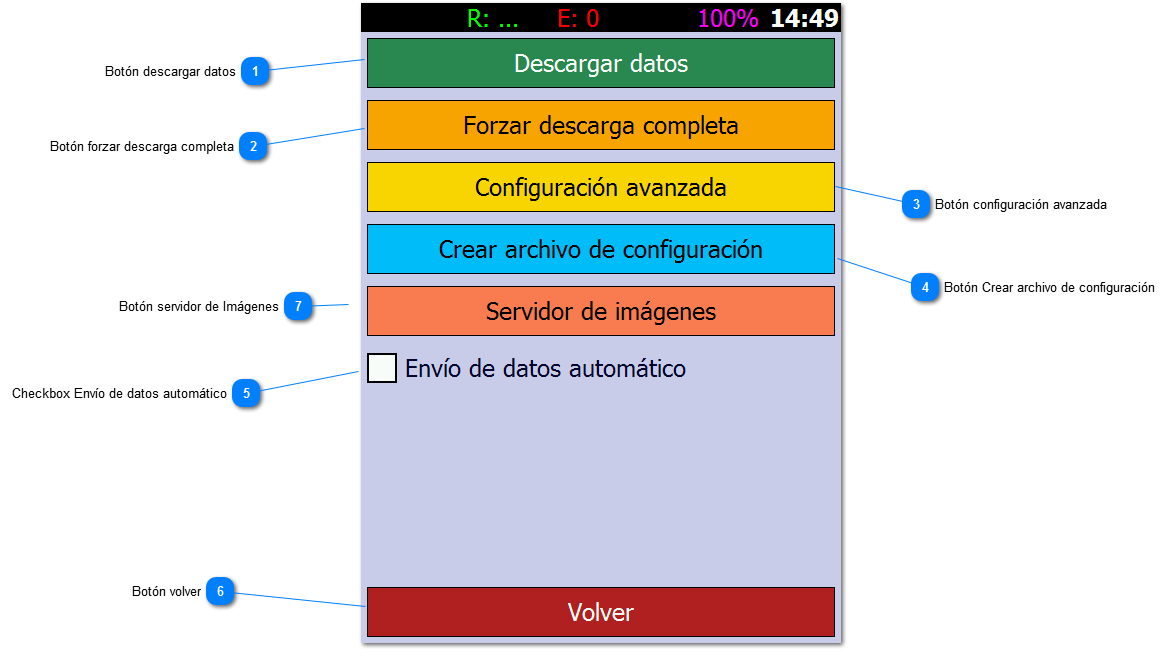 R: ... E: 0 100% 14:49
Descargar datos
Botón descargar datos 1
Forzar descarga completa
Botón forzar descarga completa 2
Configuración avanzada
3 Botón configuración avanzada
Crear archivo de configuración
4 Botón Crear archivo de configuración
Botón servidor de Imágenes 7
Servidor de imágenes
Envío de datos automático
Checkbox Envío de datos automático 5
Botón volver 6
Volver